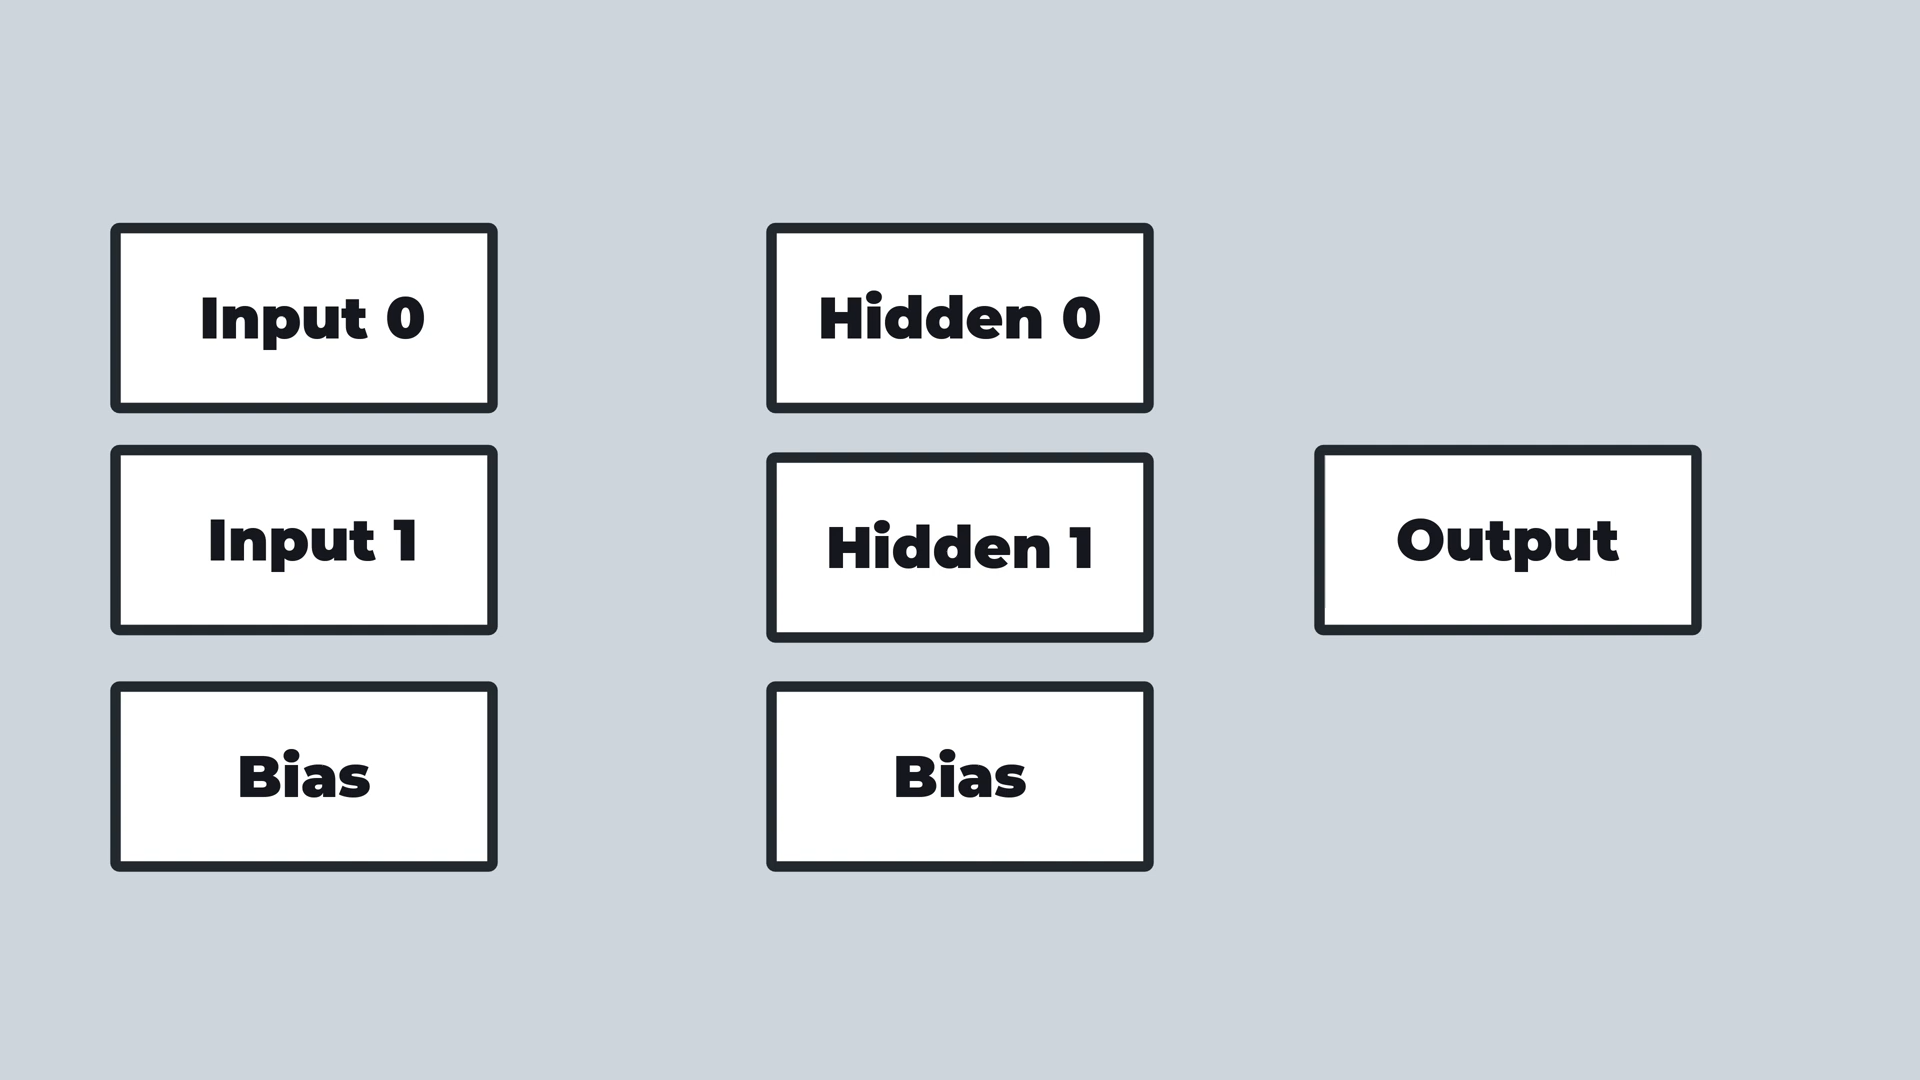 Input 0
Input 1
Bias
Hidden 0
Hidden 1
Bias
Output